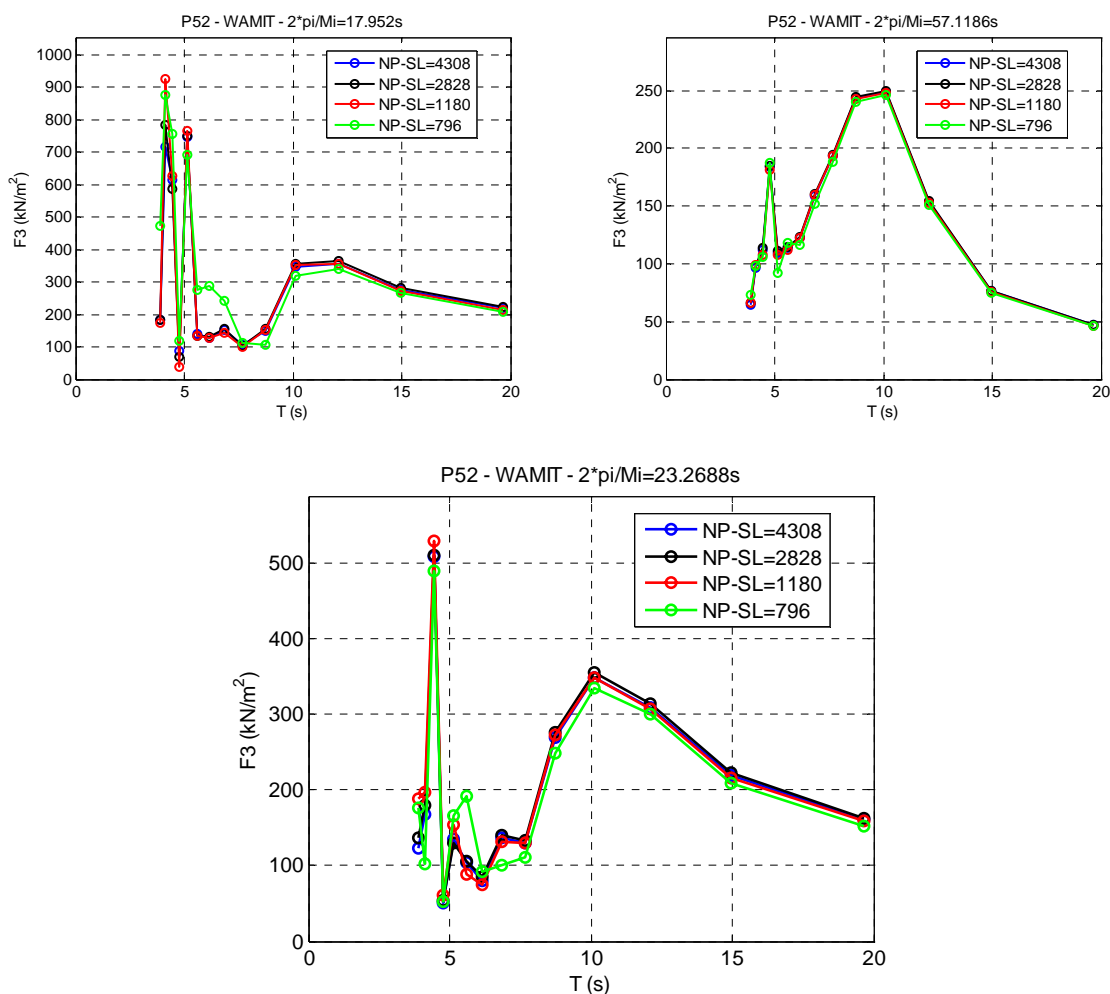 P52 - WAMIT - 2*pi/Mi=17.952s
1000
900
800
700
600
500
400
300
200
100
0
F3 (kN/m²)
NP-SL=4308
NP-SL=2828
NP-SL=1180
NP-SL=796
0 5 10 15 20
T (s)
P52 - WAMIT - 2*pi/Mi=57.1186s
250
200
150
100
50
0
F3 (kN/m²)
NP-SL=4308
NP-SL=2828
NP-SL=1180
NP-SL=796
0 5 10 15 20
T (s)
P52 - WAMIT - 2*pi/Mi=23.2688s
500
400
300
200
100
0
F3 (kN/m²)
NP-SL=4308
NP-SL=2828
NP-SL=1180
NP-SL=796
0 5 10 15 20
T (s)